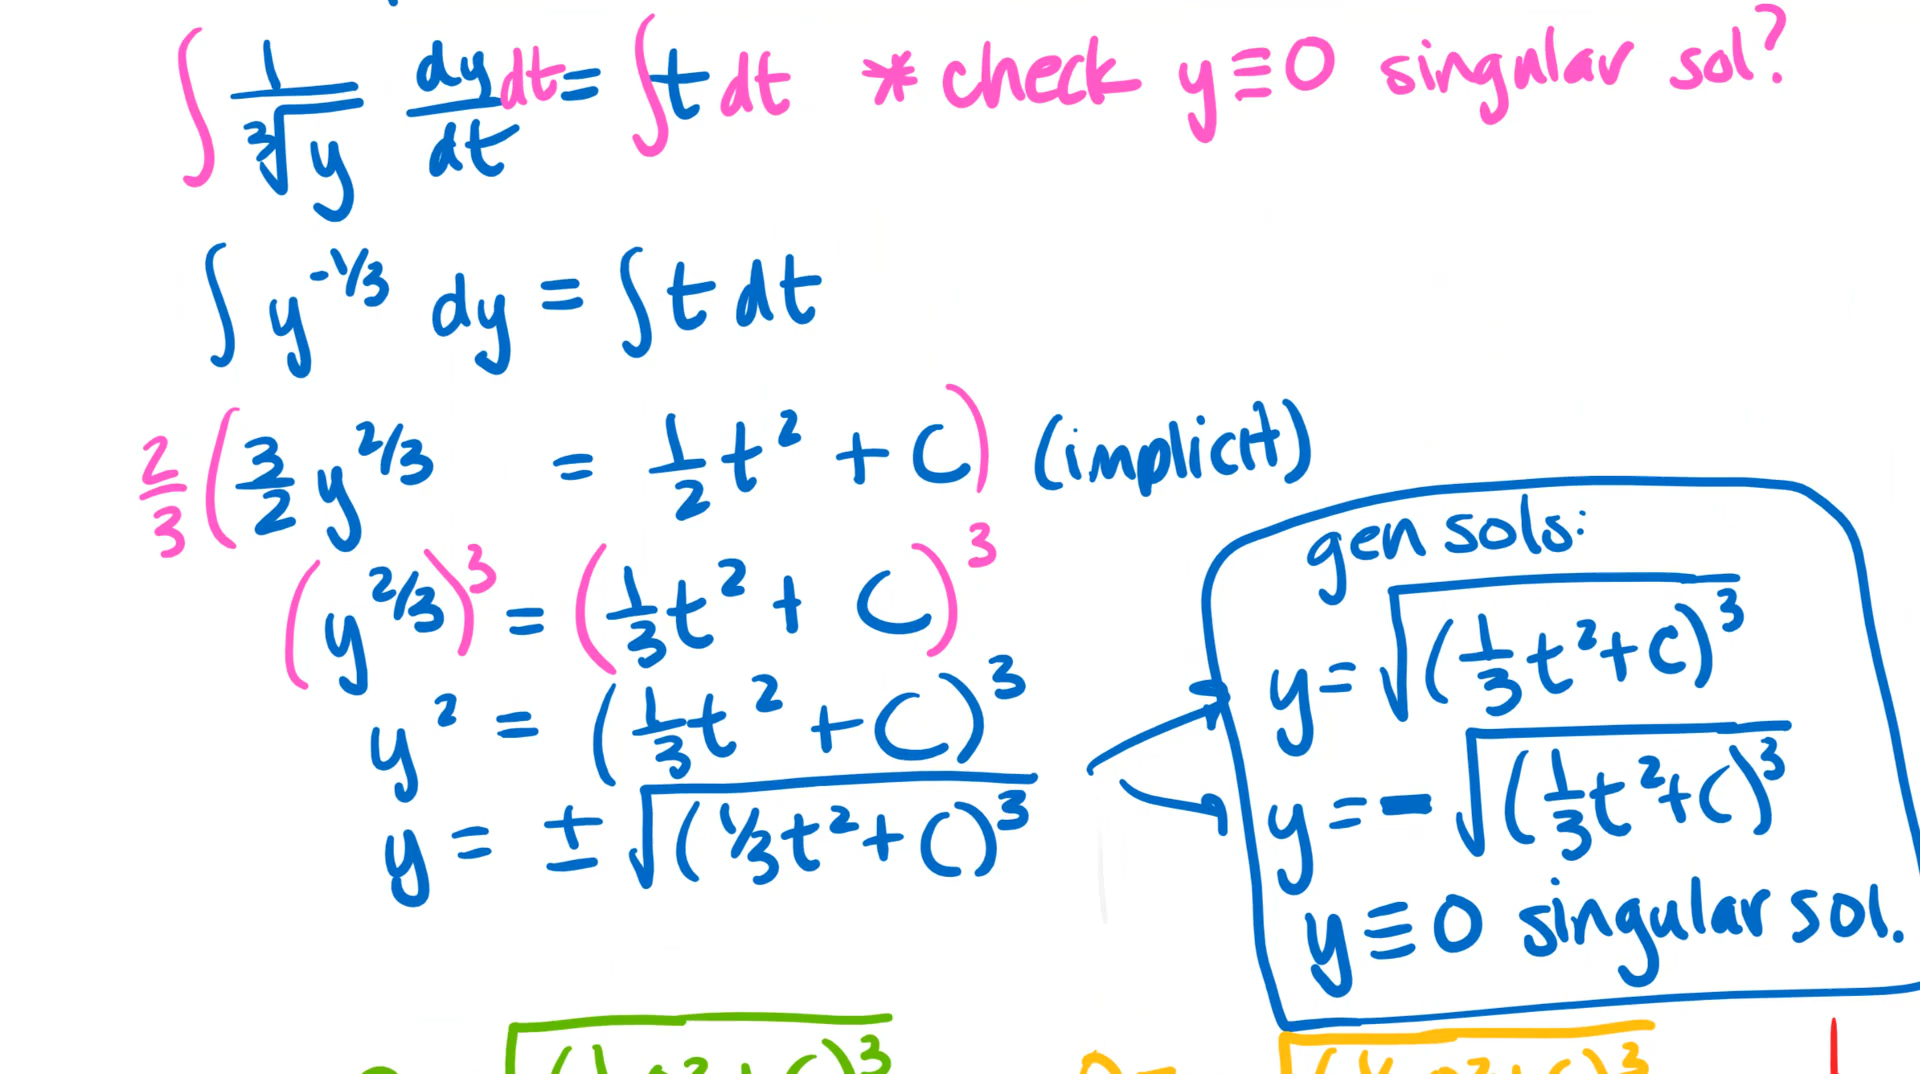 ∫ 1/∛y dy/dt dt = ∫ t dt * check y ≡ 0 singular sol?
∫ y^(-1/3) dy = ∫ t dt
2/3 ( 3/2 y^(2/3) = 1/2 t² + C ) (implicit)
(y^(2/3))³ = (1/3 t² + C)³
y² = (1/3 t² + C)³
y = ± √((1/3 t² + C)³)
gen sols:
y = √((1/3 t² + C)³)
y = - √((1/3 t² + C)³)
y ≡ 0 singular sol.